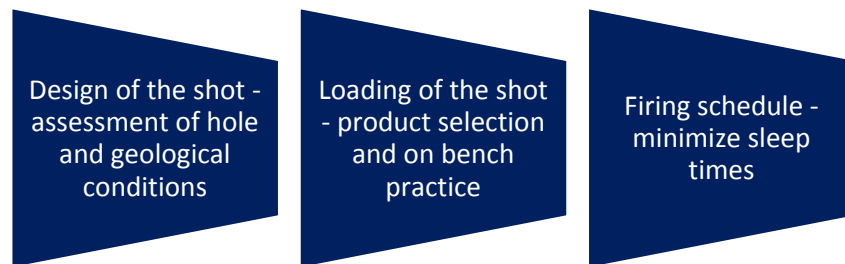 Design of the shot -
assessment of hole
and geological
conditions
Loading of the shot
- product selection
and on bench
practice
Firing schedule -
minimize sleep
times